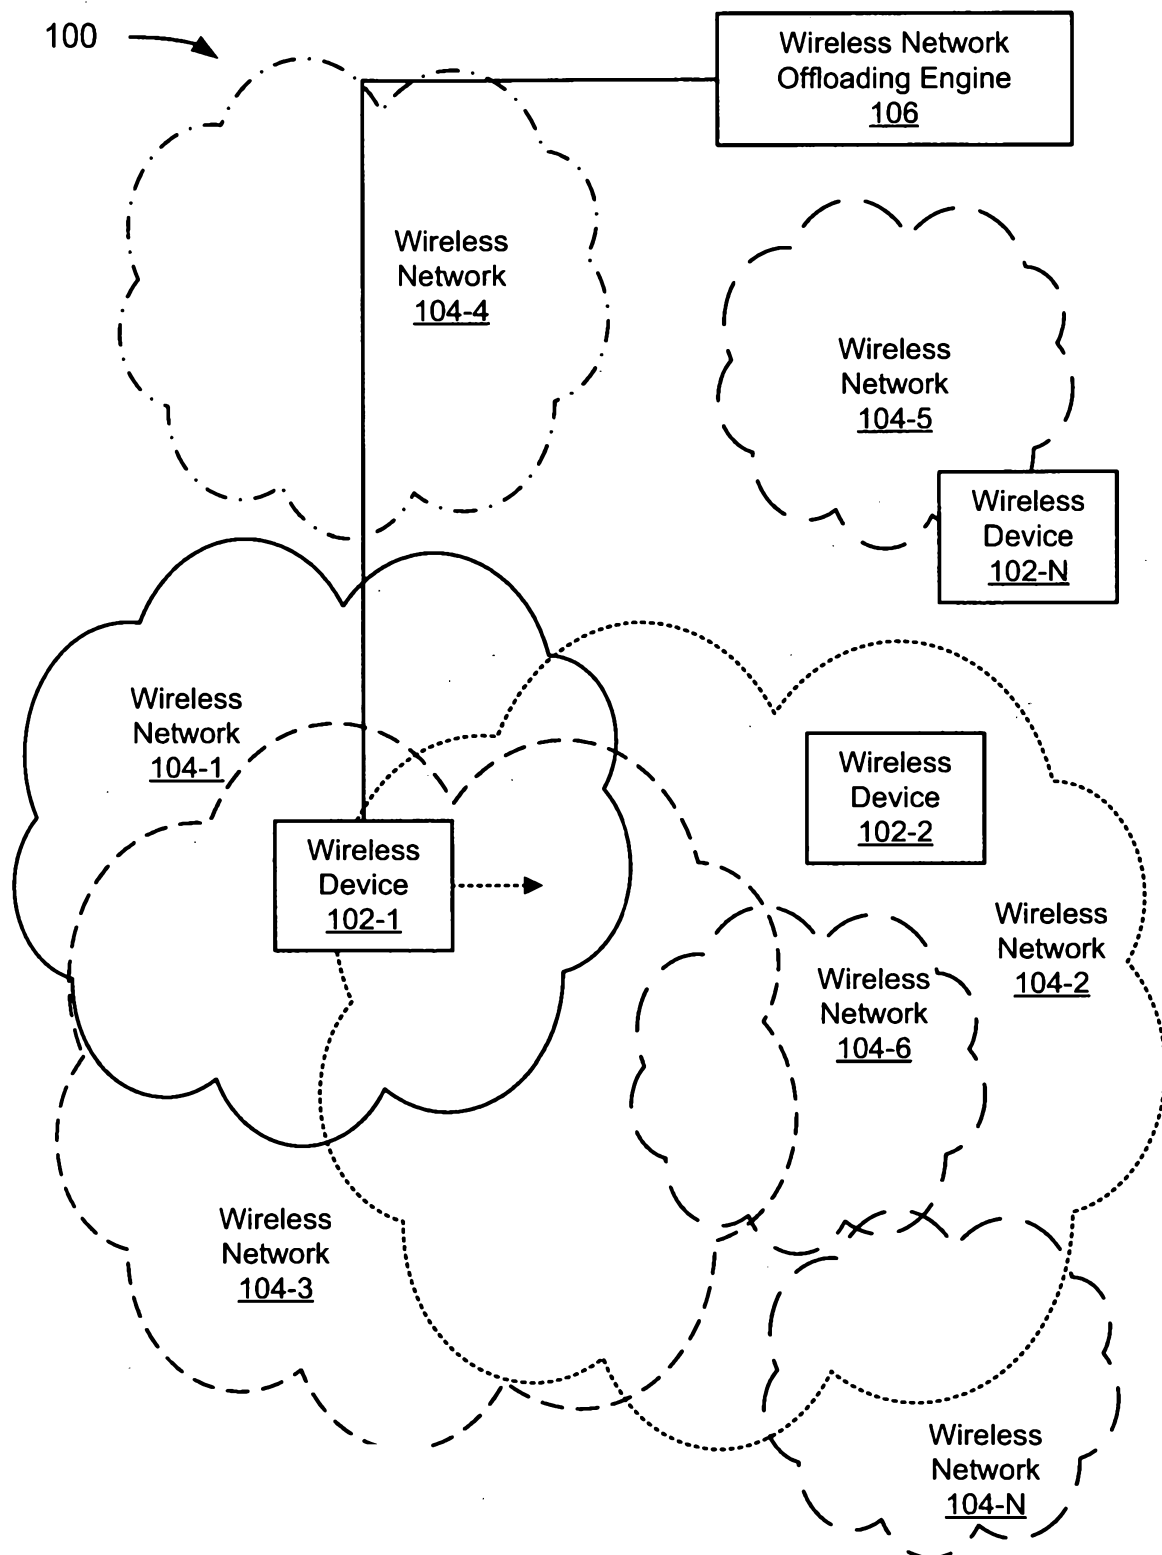 100
Wireless Network
Offloading Engine
106
Wireless
Network
104-4
Wireless
Network
104-5
Wireless
Device
102-N
Wireless
Network
104-1
Wireless
Device
102-2
Wireless
Device
102-1
Wireless
Network
104-2
Wireless
Network
104-6
Wireless
Network
104-3
Wireless
Network
104-N